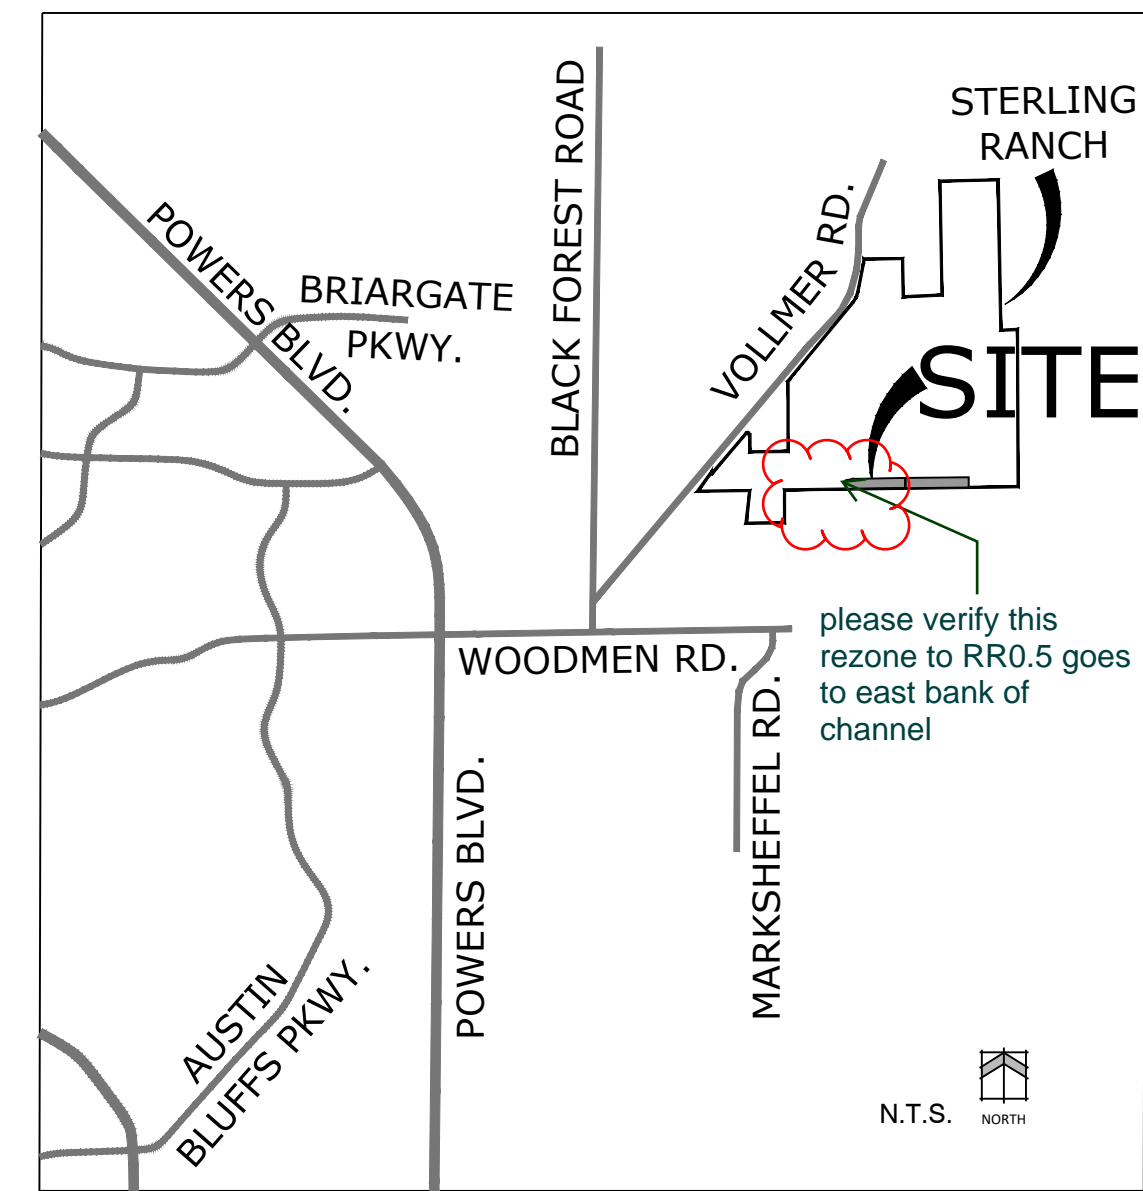 STERLING
RANCH
BLACK FOREST ROAD
VOLLMER RD.
POWERS BLVD.
BRIARGATE
PKWY.
SITE
please verify this
rezone to RR0.5 goes
to east bank of
channel
WOODMEN RD.
MARKSHEFFEL RD.
POWERS BLVD.
AUSTIN
BLUFFS PKWY.
N.T.S.
NORTH